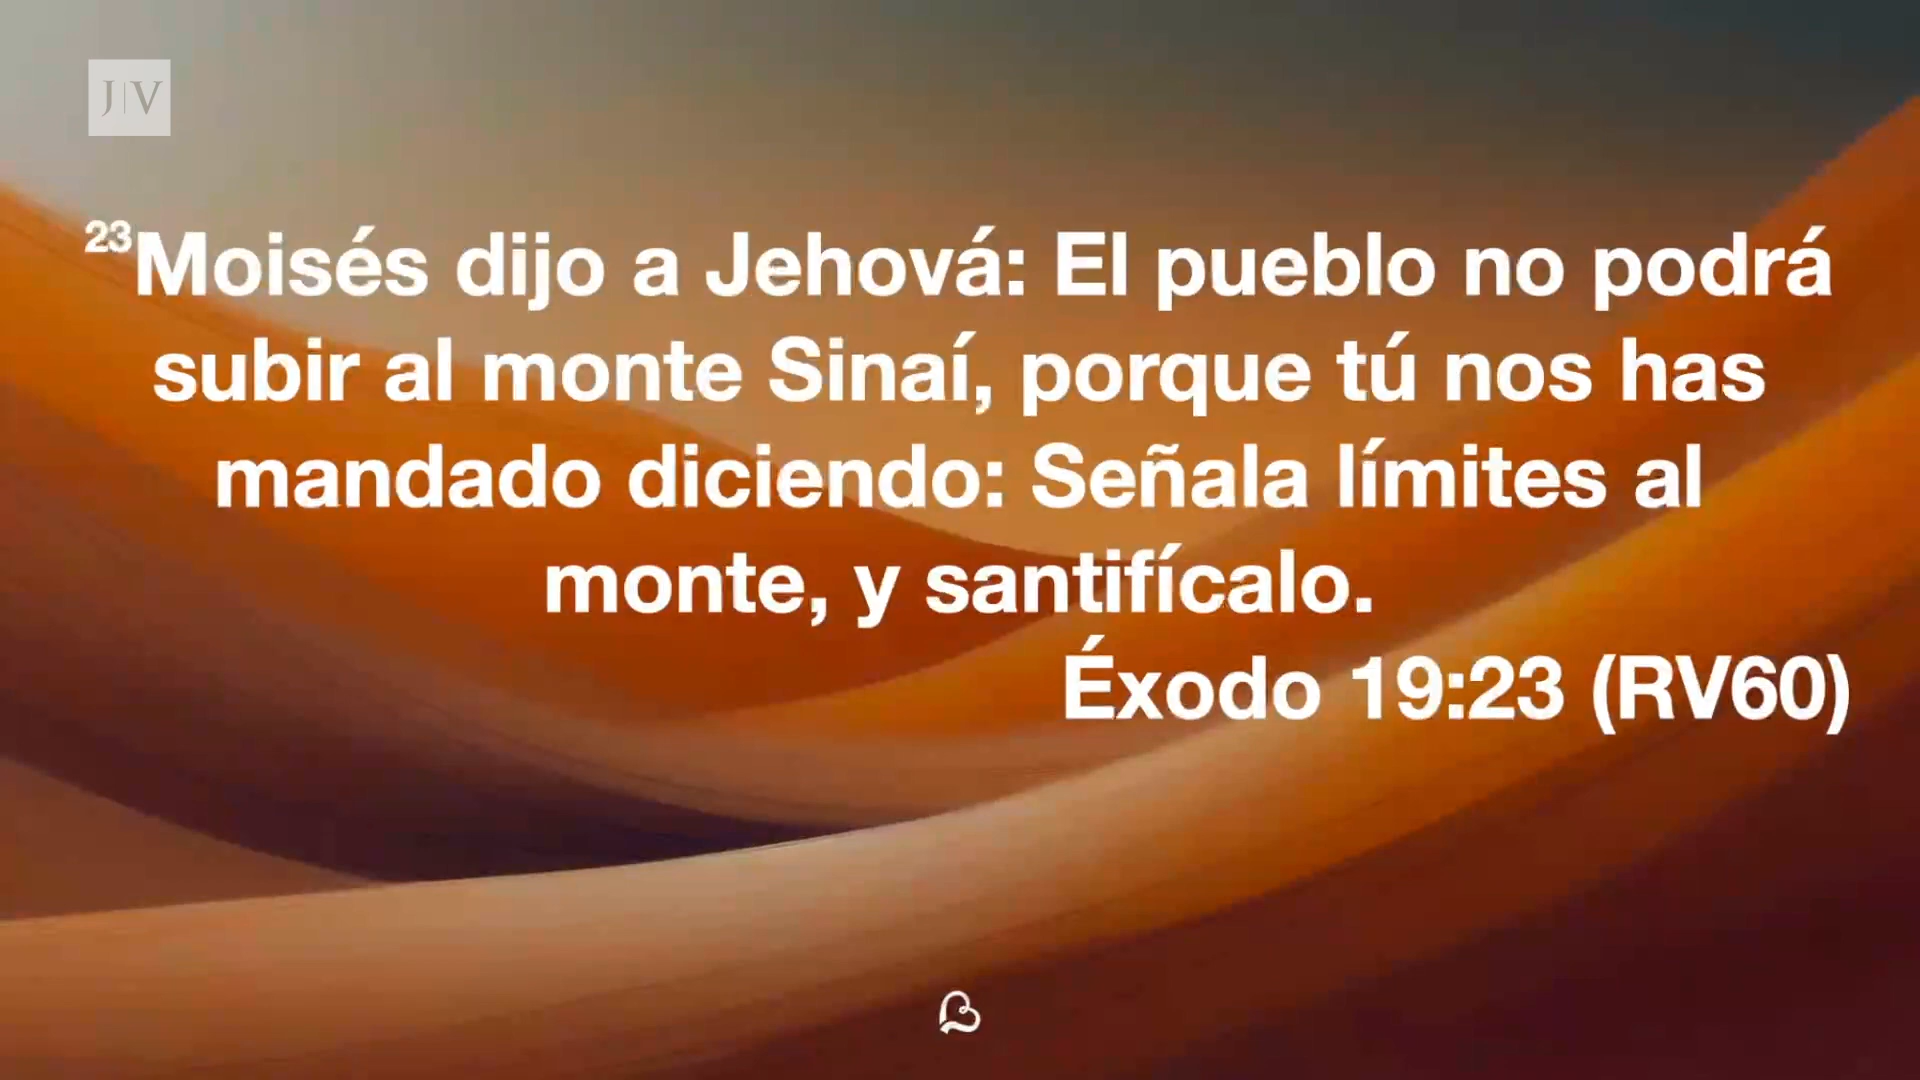 J|V
23Moisés dijo a Jehová: El pueblo no podrá
subir al monte Sinaí, porque tú nos has
mandado diciendo: Señala límites al
monte, y santifícalo.
Éxodo 19:23 (RV60)